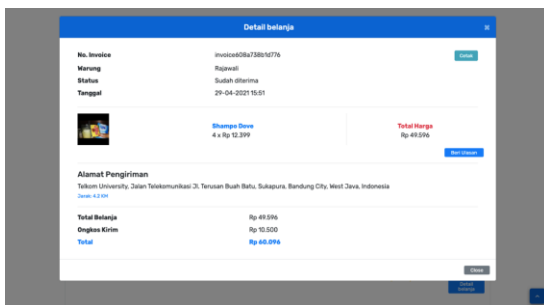 Detail belanja
No. Invoice invoice608a738b1d776 Cetak
Warung Rajawali
Status Sudah diterima
Tanggal 29-04-2021 15:51
Shampo Dove Total Harga
4 x Rp 12.399 Rp 49.596
Beri Ulasan
Alamat Pengiriman
Telkom University, Jalan Telekomunikasi Jl. Terusan Buah Batu, Sukapura, Bandung City, West Java, Indonesia
Jarak: 4.2 KM
Total Belanja Rp 49.596
Ongkos Kirim Rp 10.500
Total Rp 60.096
Close
Detail
belanja